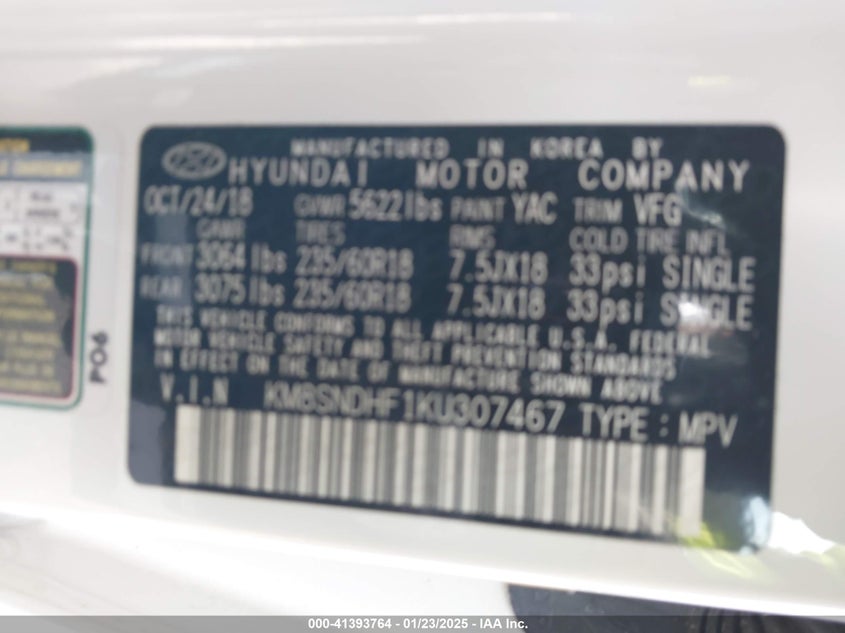 MANUFACTURED IN KOREA BY
HYUNDAI MOTOR COMPANY
OCT/24/18 GVWR 5622lbs PAINT YAC TRIM VFG
GAWR TIRES RMS COLD TIRE INFL
FRONT 3064lbs 235/60R18 7.5JX18 33psi SINGLE
REAR 3075lbs 235/60R18 7.5JX18 33psi SINGLE
THIS VEHICLE CONFORMS TO ALL APPLICABLE U.S.A. FEDERAL
MOTOR VEHICLE SAFETY AND THEFT PREVENTION STANDARDS
IN EFFECT ON THE DATE OF MANUFACTURE SHOWN ABOVE
V.I.N KM8SNDHF1KU307467 TYPE : MPV
PO6
000-41393764 - 01/23/2025 - IAA Inc.